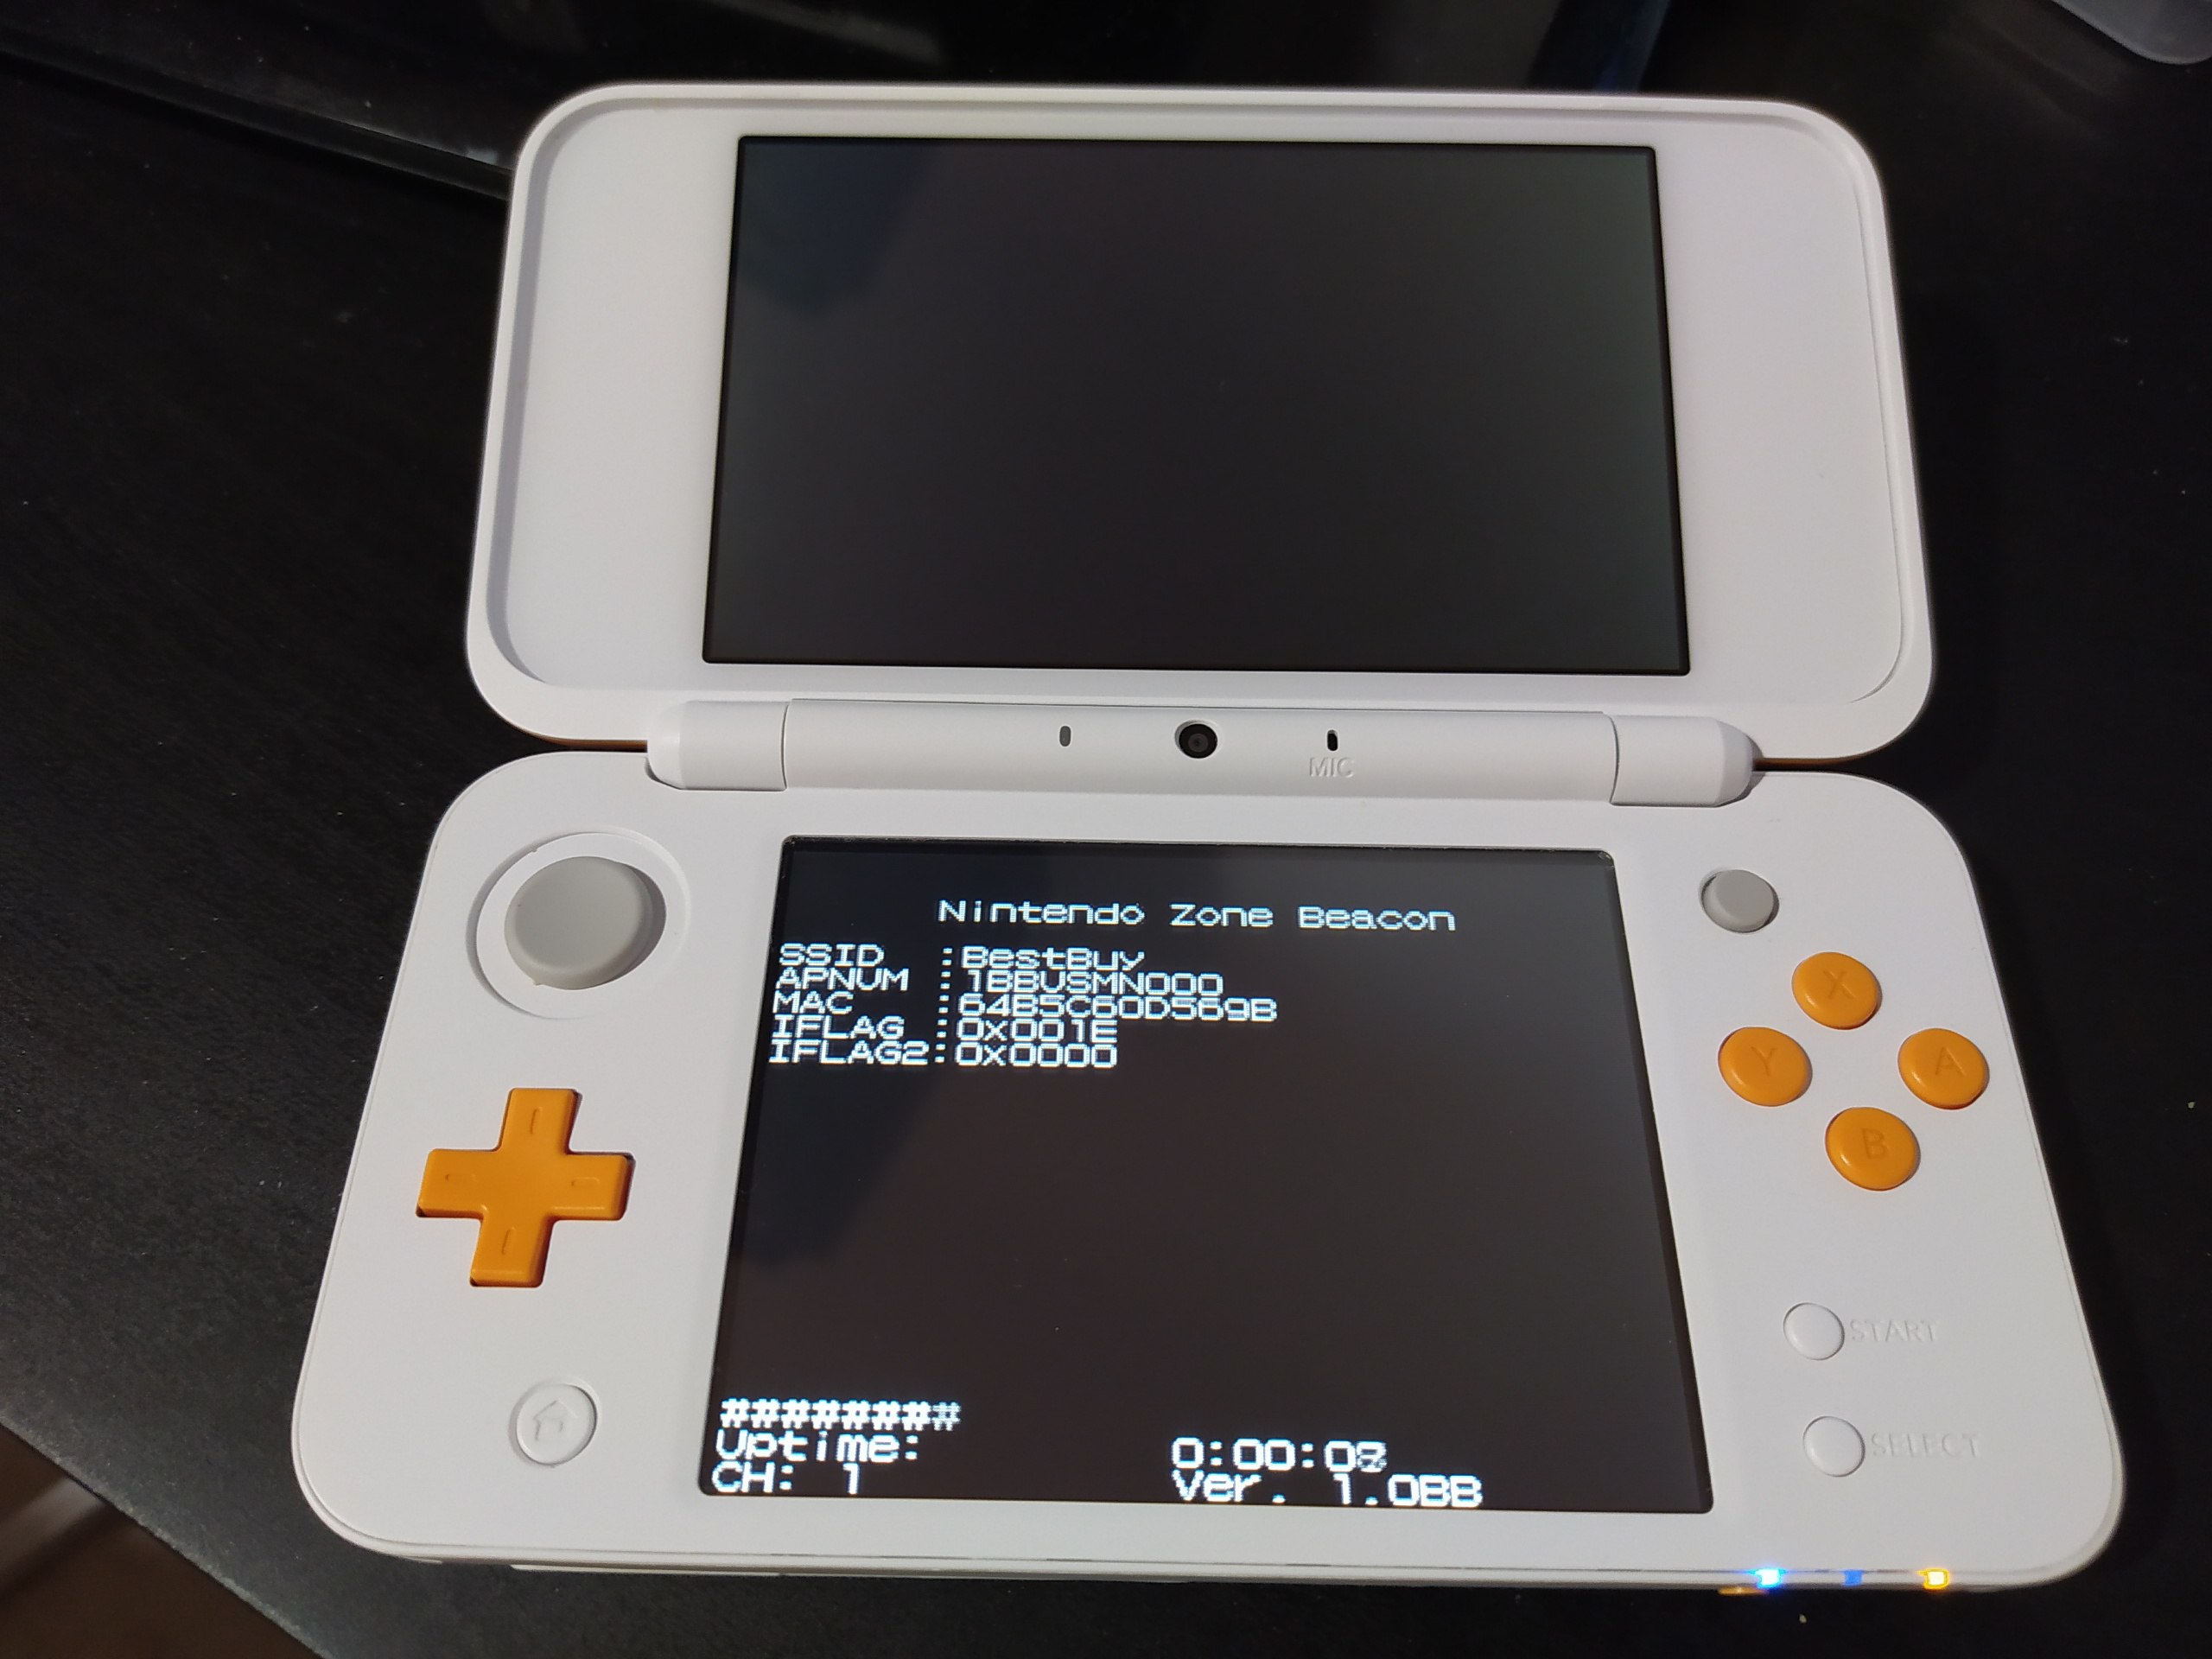 MIC
Nintendo Zone Beacon
SSID :BestBuy
APNUM :1BBUSMN000
MAC :64B5C60D569B
IFLAG :0x001E
IFLAG2:0x0000
X
Y A
B
START
SELECT
########
Uptime: 0:00:08
CH: 1 Ver. 1.0BB